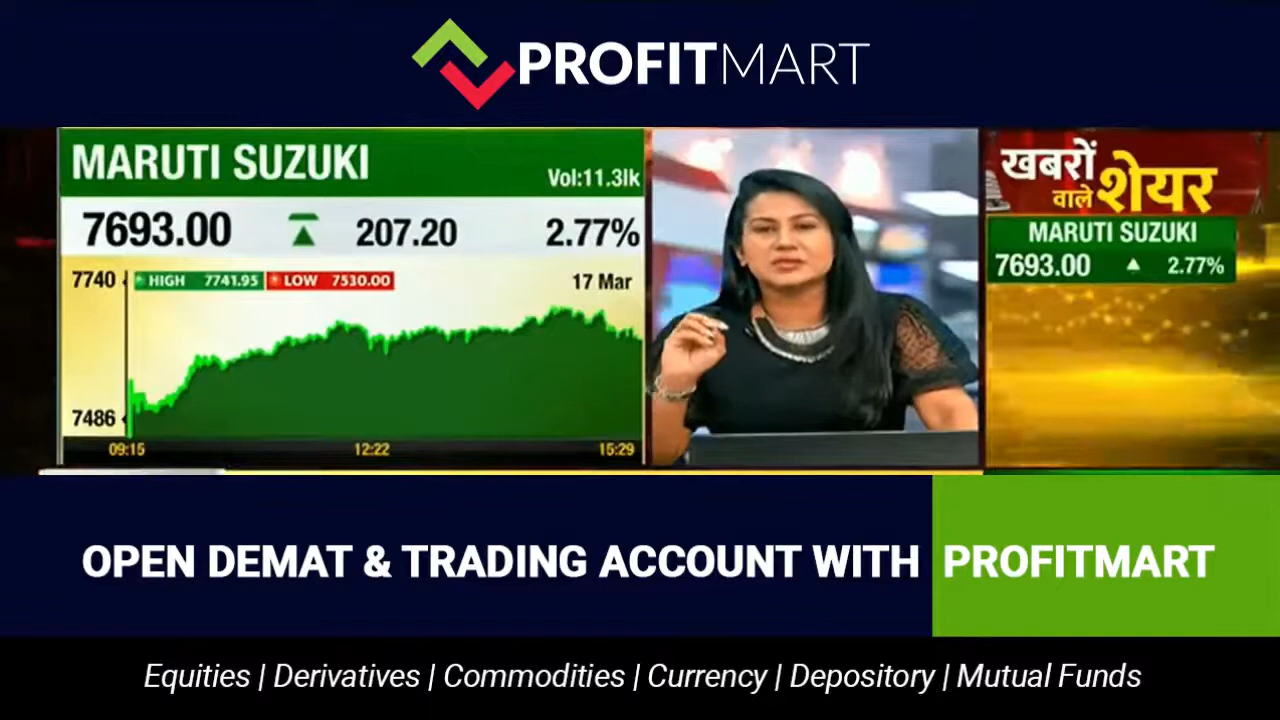 PROFITMART
MARUTI SUZUKI
Vol:11.3lk
7693.00 207.20 2.77%
7740
HIGH 7741.95 LOW 7530.00
17 Mar
7486
09:15 12:22 15:29
खबरों
वाले शेयर
MARUTI SUZUKI
7693.00 2.77%
OPEN DEMAT & TRADING ACCOUNT WITH PROFITMART
Equities | Derivatives | Commodities | Currency | Depository | Mutual Funds